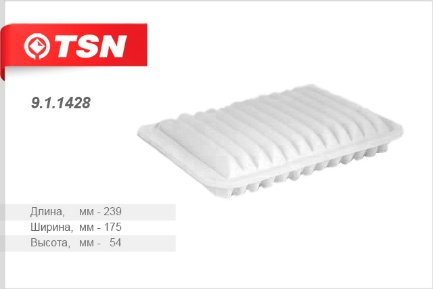 TSN
9.1.1428
Длина, мм - 239
Ширина, мм - 175
Высота, мм - 54